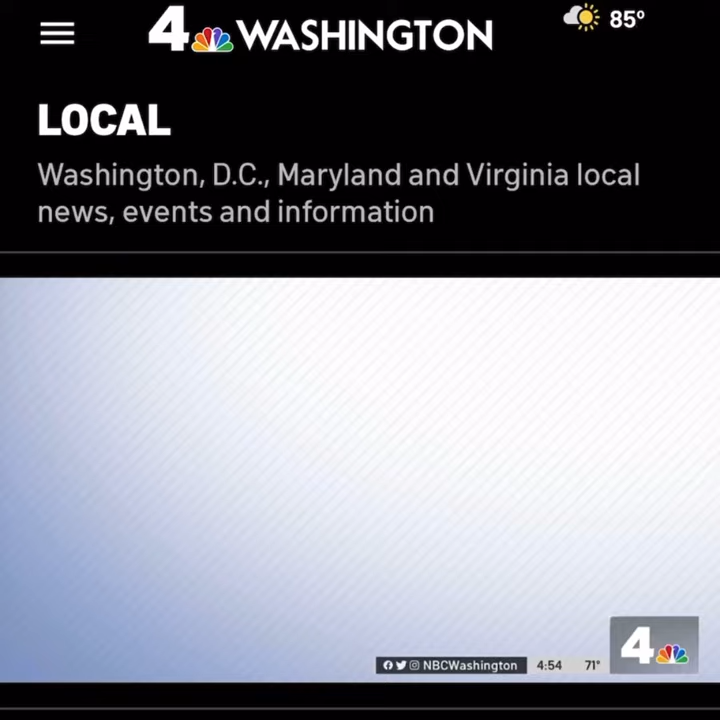 4 WASHINGTON
85°
LOCAL
Washington, D.C., Maryland and Virginia local
news, events and information
4
NBCWashington 4:54 71°